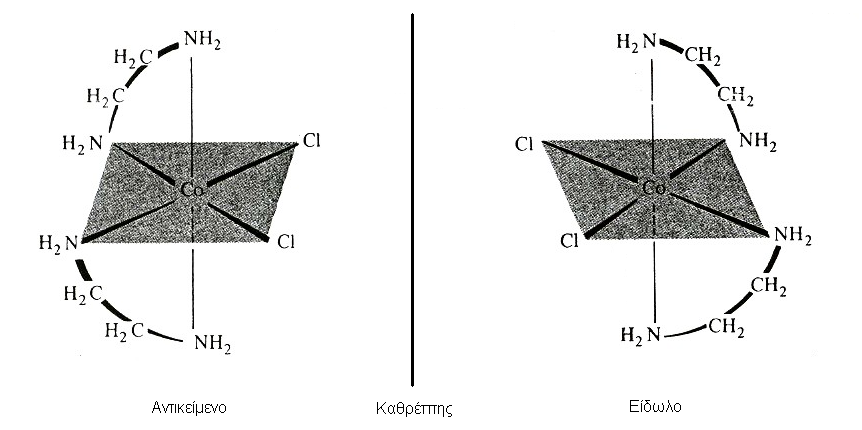 NH2
H2C
H2C
H2N
Cl
Co
H2N
Cl
H2C
H2C
NH2
H2N
CH2
CH2
Cl
NH2
Co
Cl
NH2
CH2
H2N
CH2
Αντικείμενο
Καθρέπτης
Είδωλο